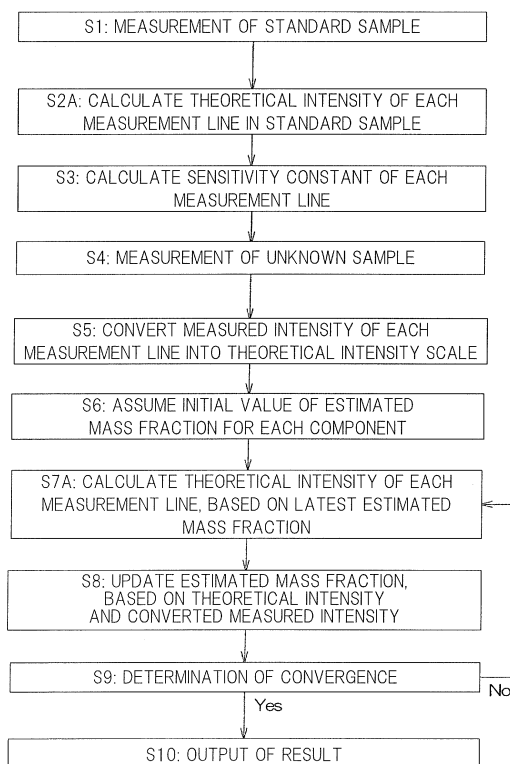 S1: MEASUREMENT OF STANDARD SAMPLE
S2A: CALCULATE THEORETICAL INTENSITY OF EACH
MEASUREMENT LINE IN STANDARD SAMPLE
S3: CALCULATE SENSITIVITY CONSTANT OF EACH
MEASUREMENT LINE
S4: MEASUREMENT OF UNKNOWN SAMPLE
S5: CONVERT MEASURED INTENSITY OF EACH
MEASUREMENT LINE INTO THEORETICAL INTENSITY SCALE
S6: ASSUME INITIAL VALUE OF ESTIMATED
MASS FRACTION FOR EACH COMPONENT
S7A: CALCULATE THEORETICAL INTENSITY OF EACH
MEASUREMENT LINE, BASED ON LATEST ESTIMATED
MASS FRACTION
S8: UPDATE ESTIMATED MASS FRACTION,
BASED ON THEORETICAL INTENSITY
AND CONVERTED MEASURED INTENSITY
S9: DETERMINATION OF CONVERGENCE
No
Yes
S10: OUTPUT OF RESULT